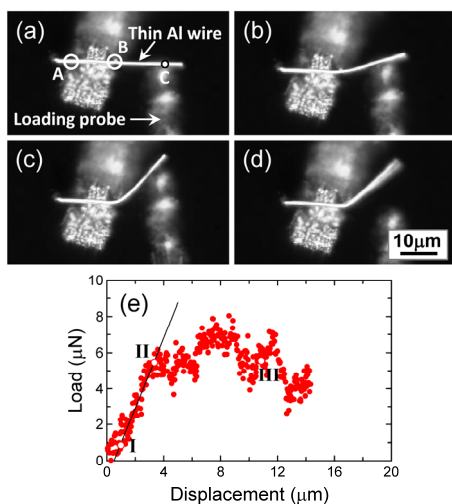 (a)
B
Thin Al wire
A
C
Loading probe
(b)
(c)
(d)
10μm
(e)
10
8
6
4
2
0
Load (μN)
II
III
I
0 4 8 12 16 20
Displacement (μm)